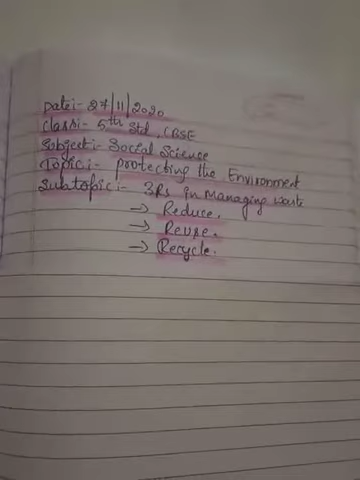 Date:- 27/11/2020
Class:- 5th Std, CBSE
Subject:- Social Science
Topic:- protecting the Environment
Subtopic:- 3Rs in Managing waste
→ Reduce.
→ Reuse.
→ Recycle.